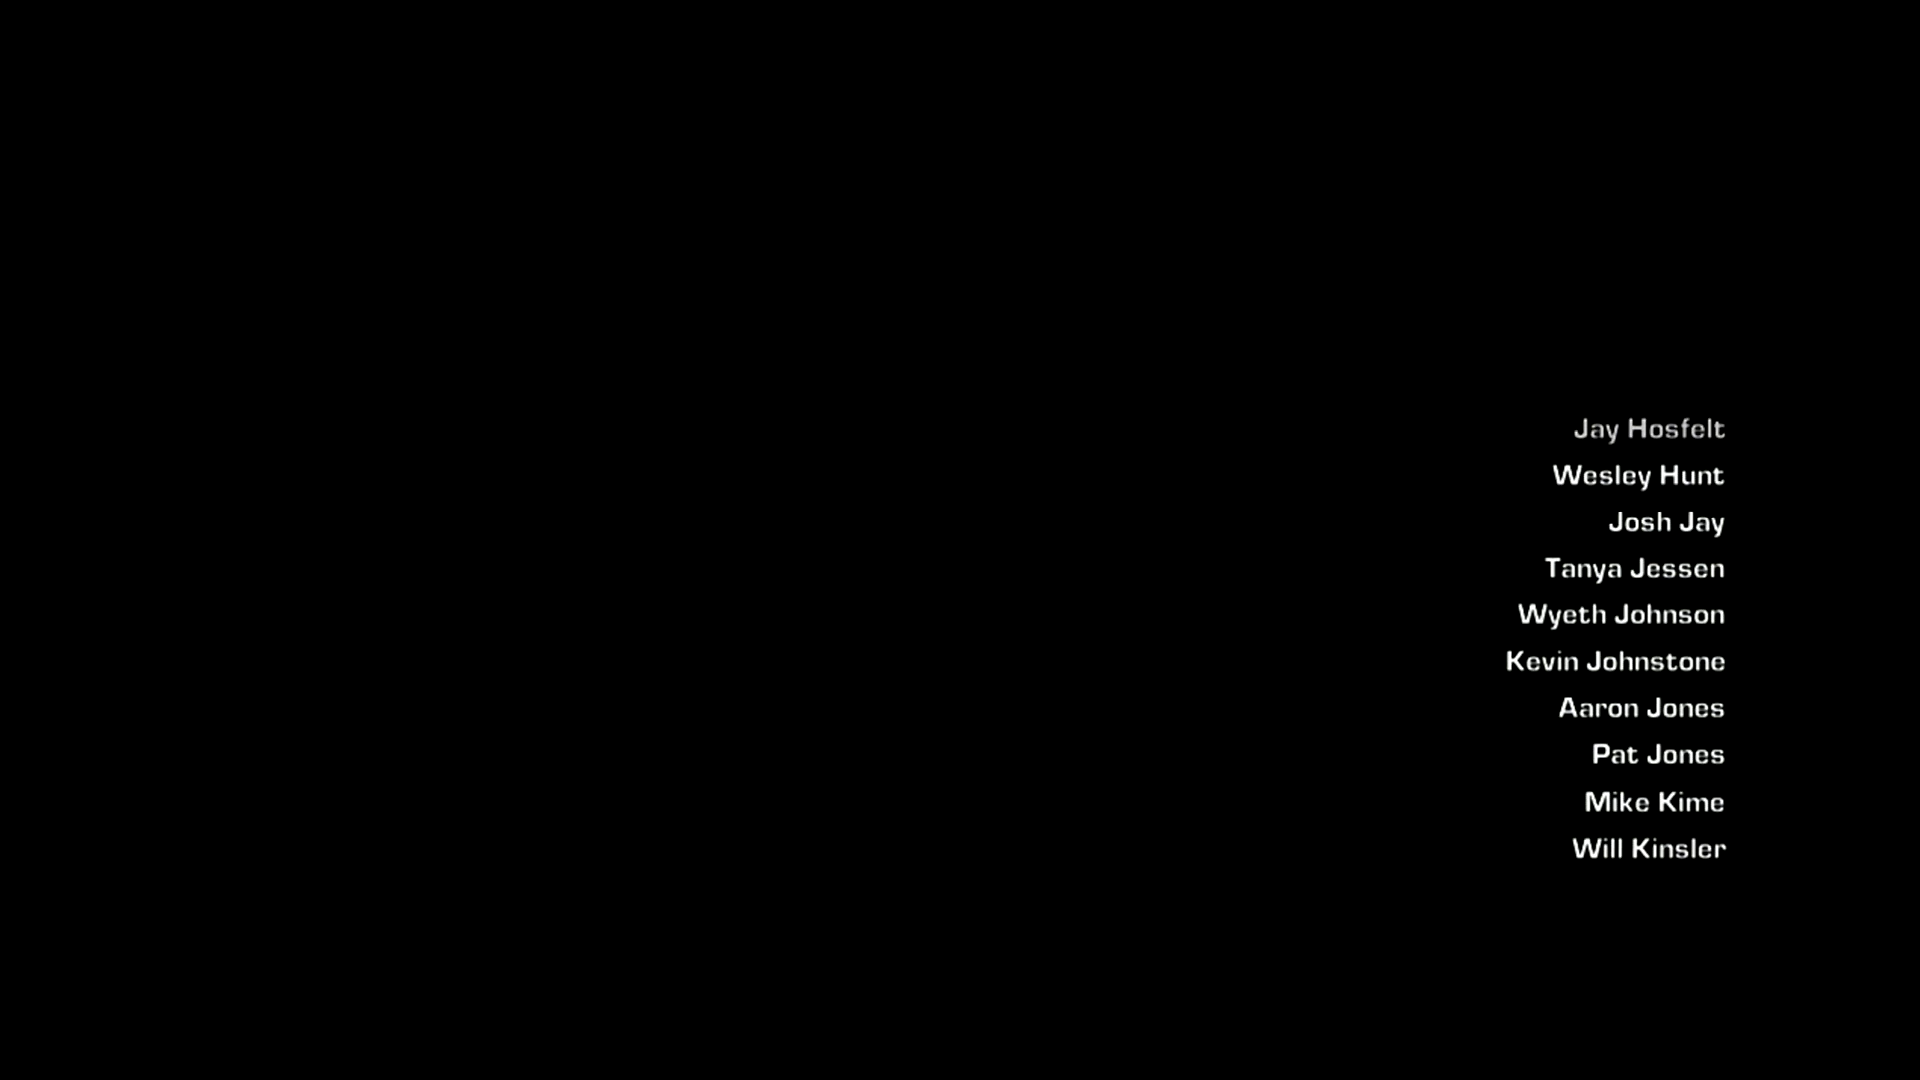 Jay Hosfelt
Wesley Hunt
Josh Jay
Tanya Jessen
Wyeth Johnson
Kevin Johnstone
Aaron Jones
Pat Jones
Mike Kime
Will Kinsler